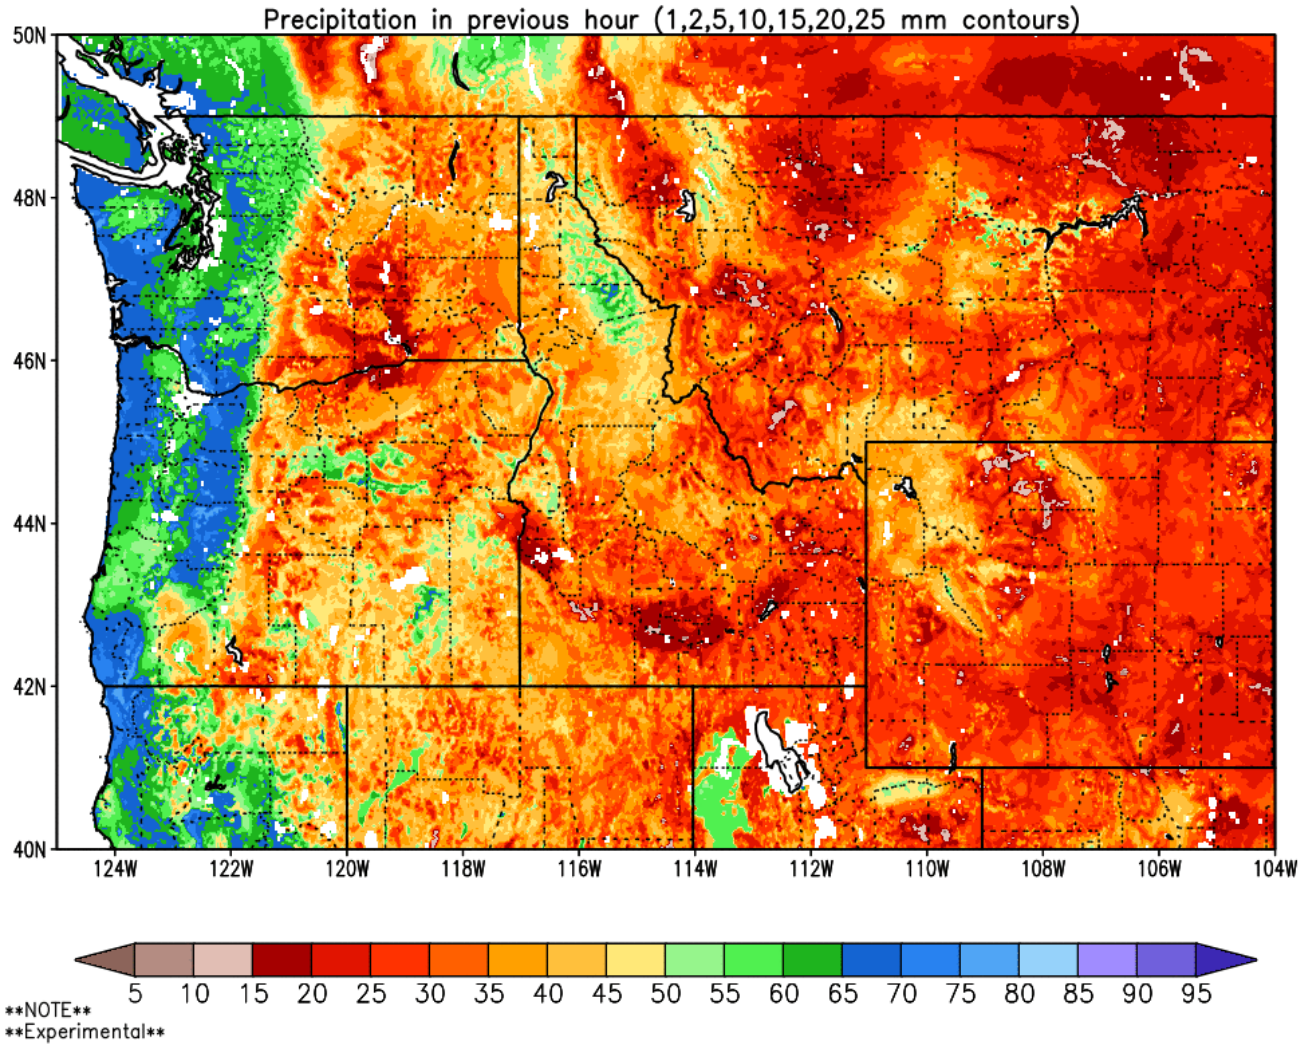 Precipitation in previous hour (1,2,5,10,15,20,25 mm contours)
50N
48N
46N
44N
42N
40N
124W 122W 120W 118W 116W 114W 112W 110W 108W 106W 104W
5 10 15 20 25 30 35 40 45 50 55 60 65 70 75 80 85 90 95
**NOTE**
**Experimental**